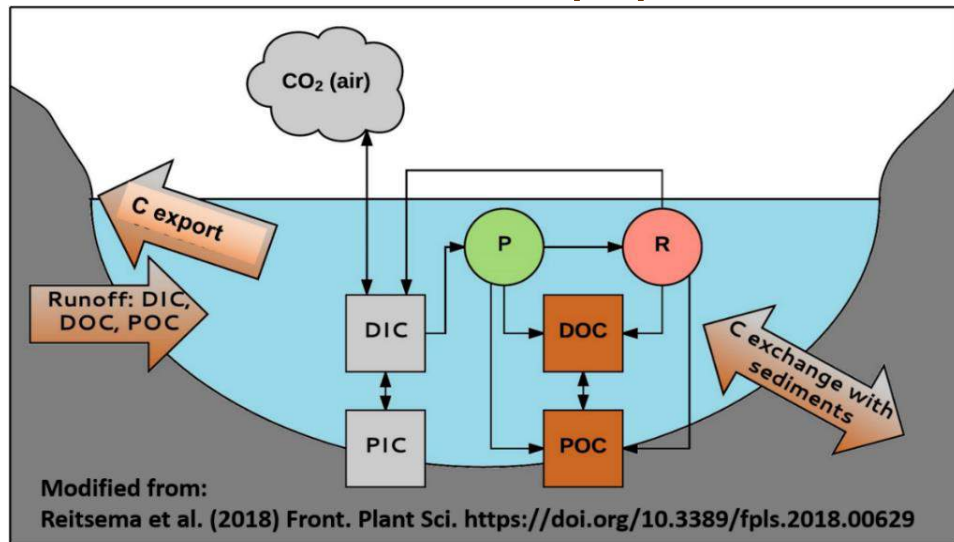 CO₂ (air)
C export
P
R
Runoff: DIC,
DOC, POC
DIC
DOC
C exchange with
sediments
PIC
POC
Modified from:
Reitsema et al. (2018) Front. Plant Sci. https://doi.org/10.3389/fpls.2018.00629